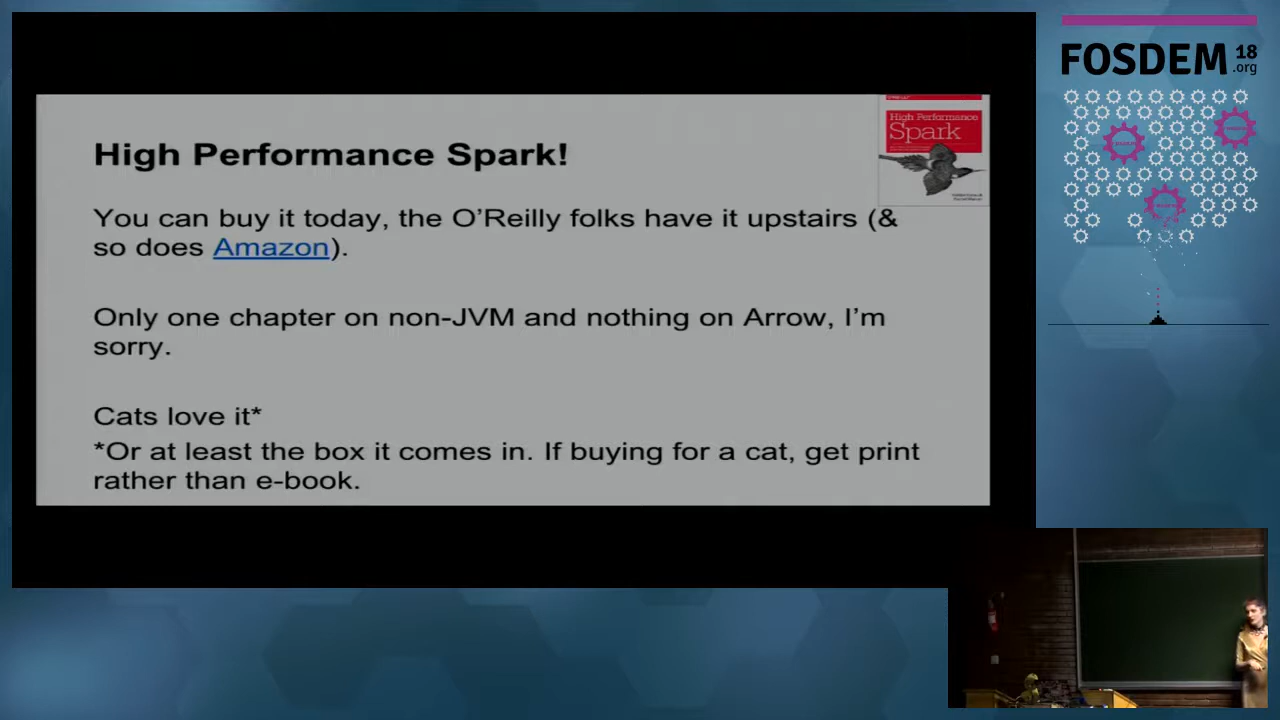 FOSDEM 18
.org
High Performance
Spark
High Performance Spark!
You can buy it today, the O'Reilly folks have it upstairs (&
so does Amazon).
Only one chapter on non-JVM and nothing on Arrow, I'm
sorry.
Cats love it*
*Or at least the box it comes in. If buying for a cat, get print
rather than e-book.